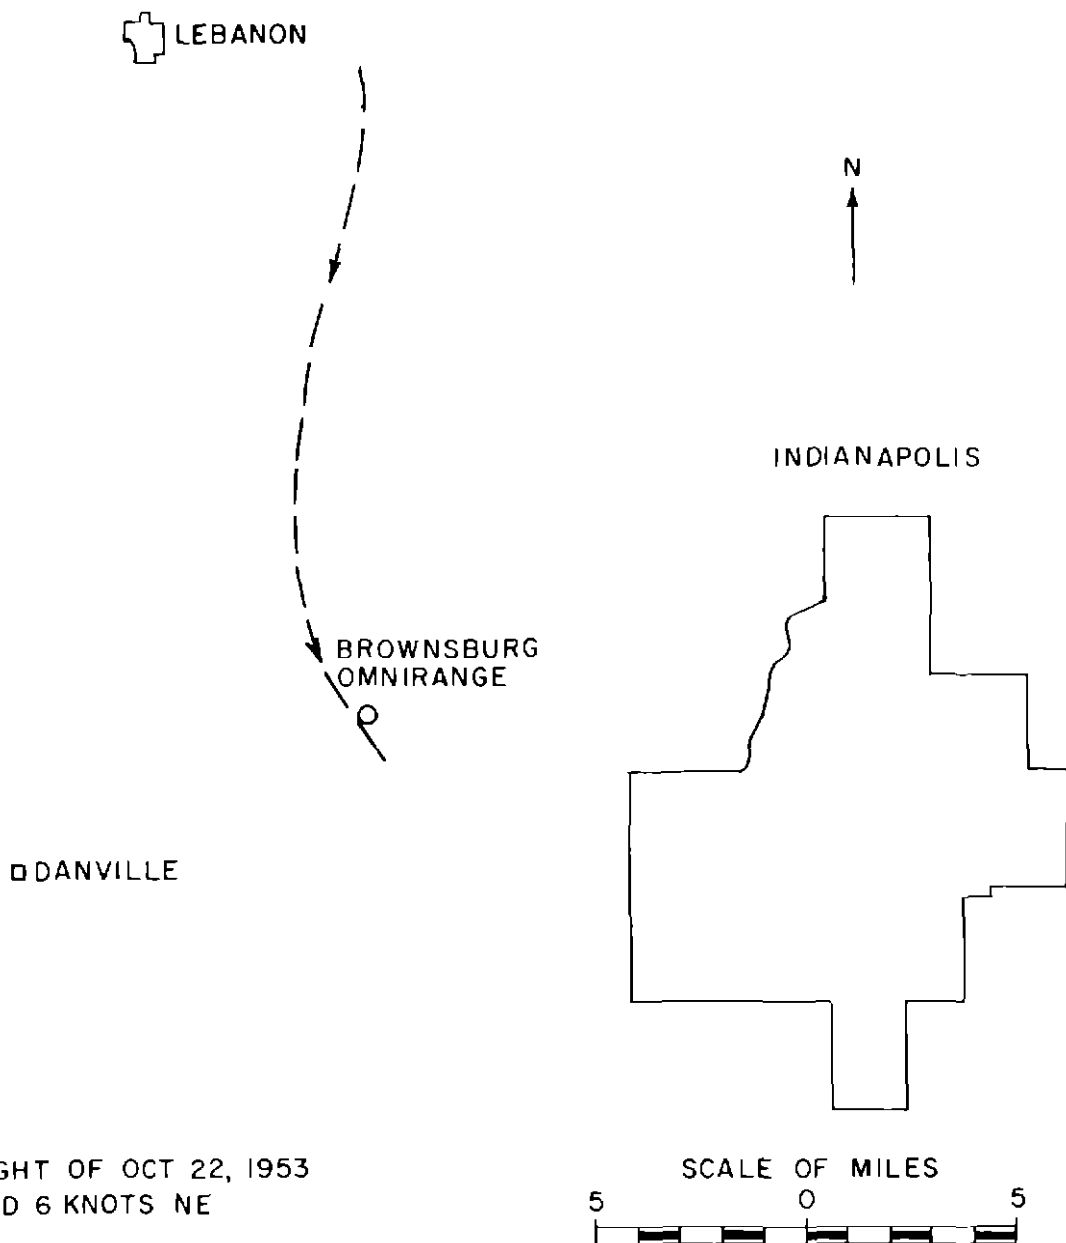 LEBANON
N
INDIANAPOLIS
BROWNSBURG
OMNIRANGE
DANVILLE
GHT OF OCT 22, 1953
D 6 KNOTS NE
SCALE OF MILES
5 0 5